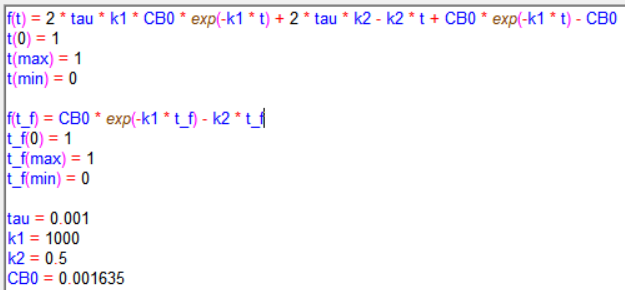 f(t) = 2 * tau * k1 * CB0 * exp(-k1 * t) + 2 * tau * k2 - k2 * t + CB0 * exp(-k1 * t) - CB0
t(0) = 1
t(max) = 1
t(min) = 0
f(t_f) = CB0 * exp(-k1 * t_f) - k2 * t_f
t_f(0) = 1
t_f(max) = 1
t_f(min) = 0
tau = 0.001
k1 = 1000
k2 = 0.5
CB0 = 0.001635